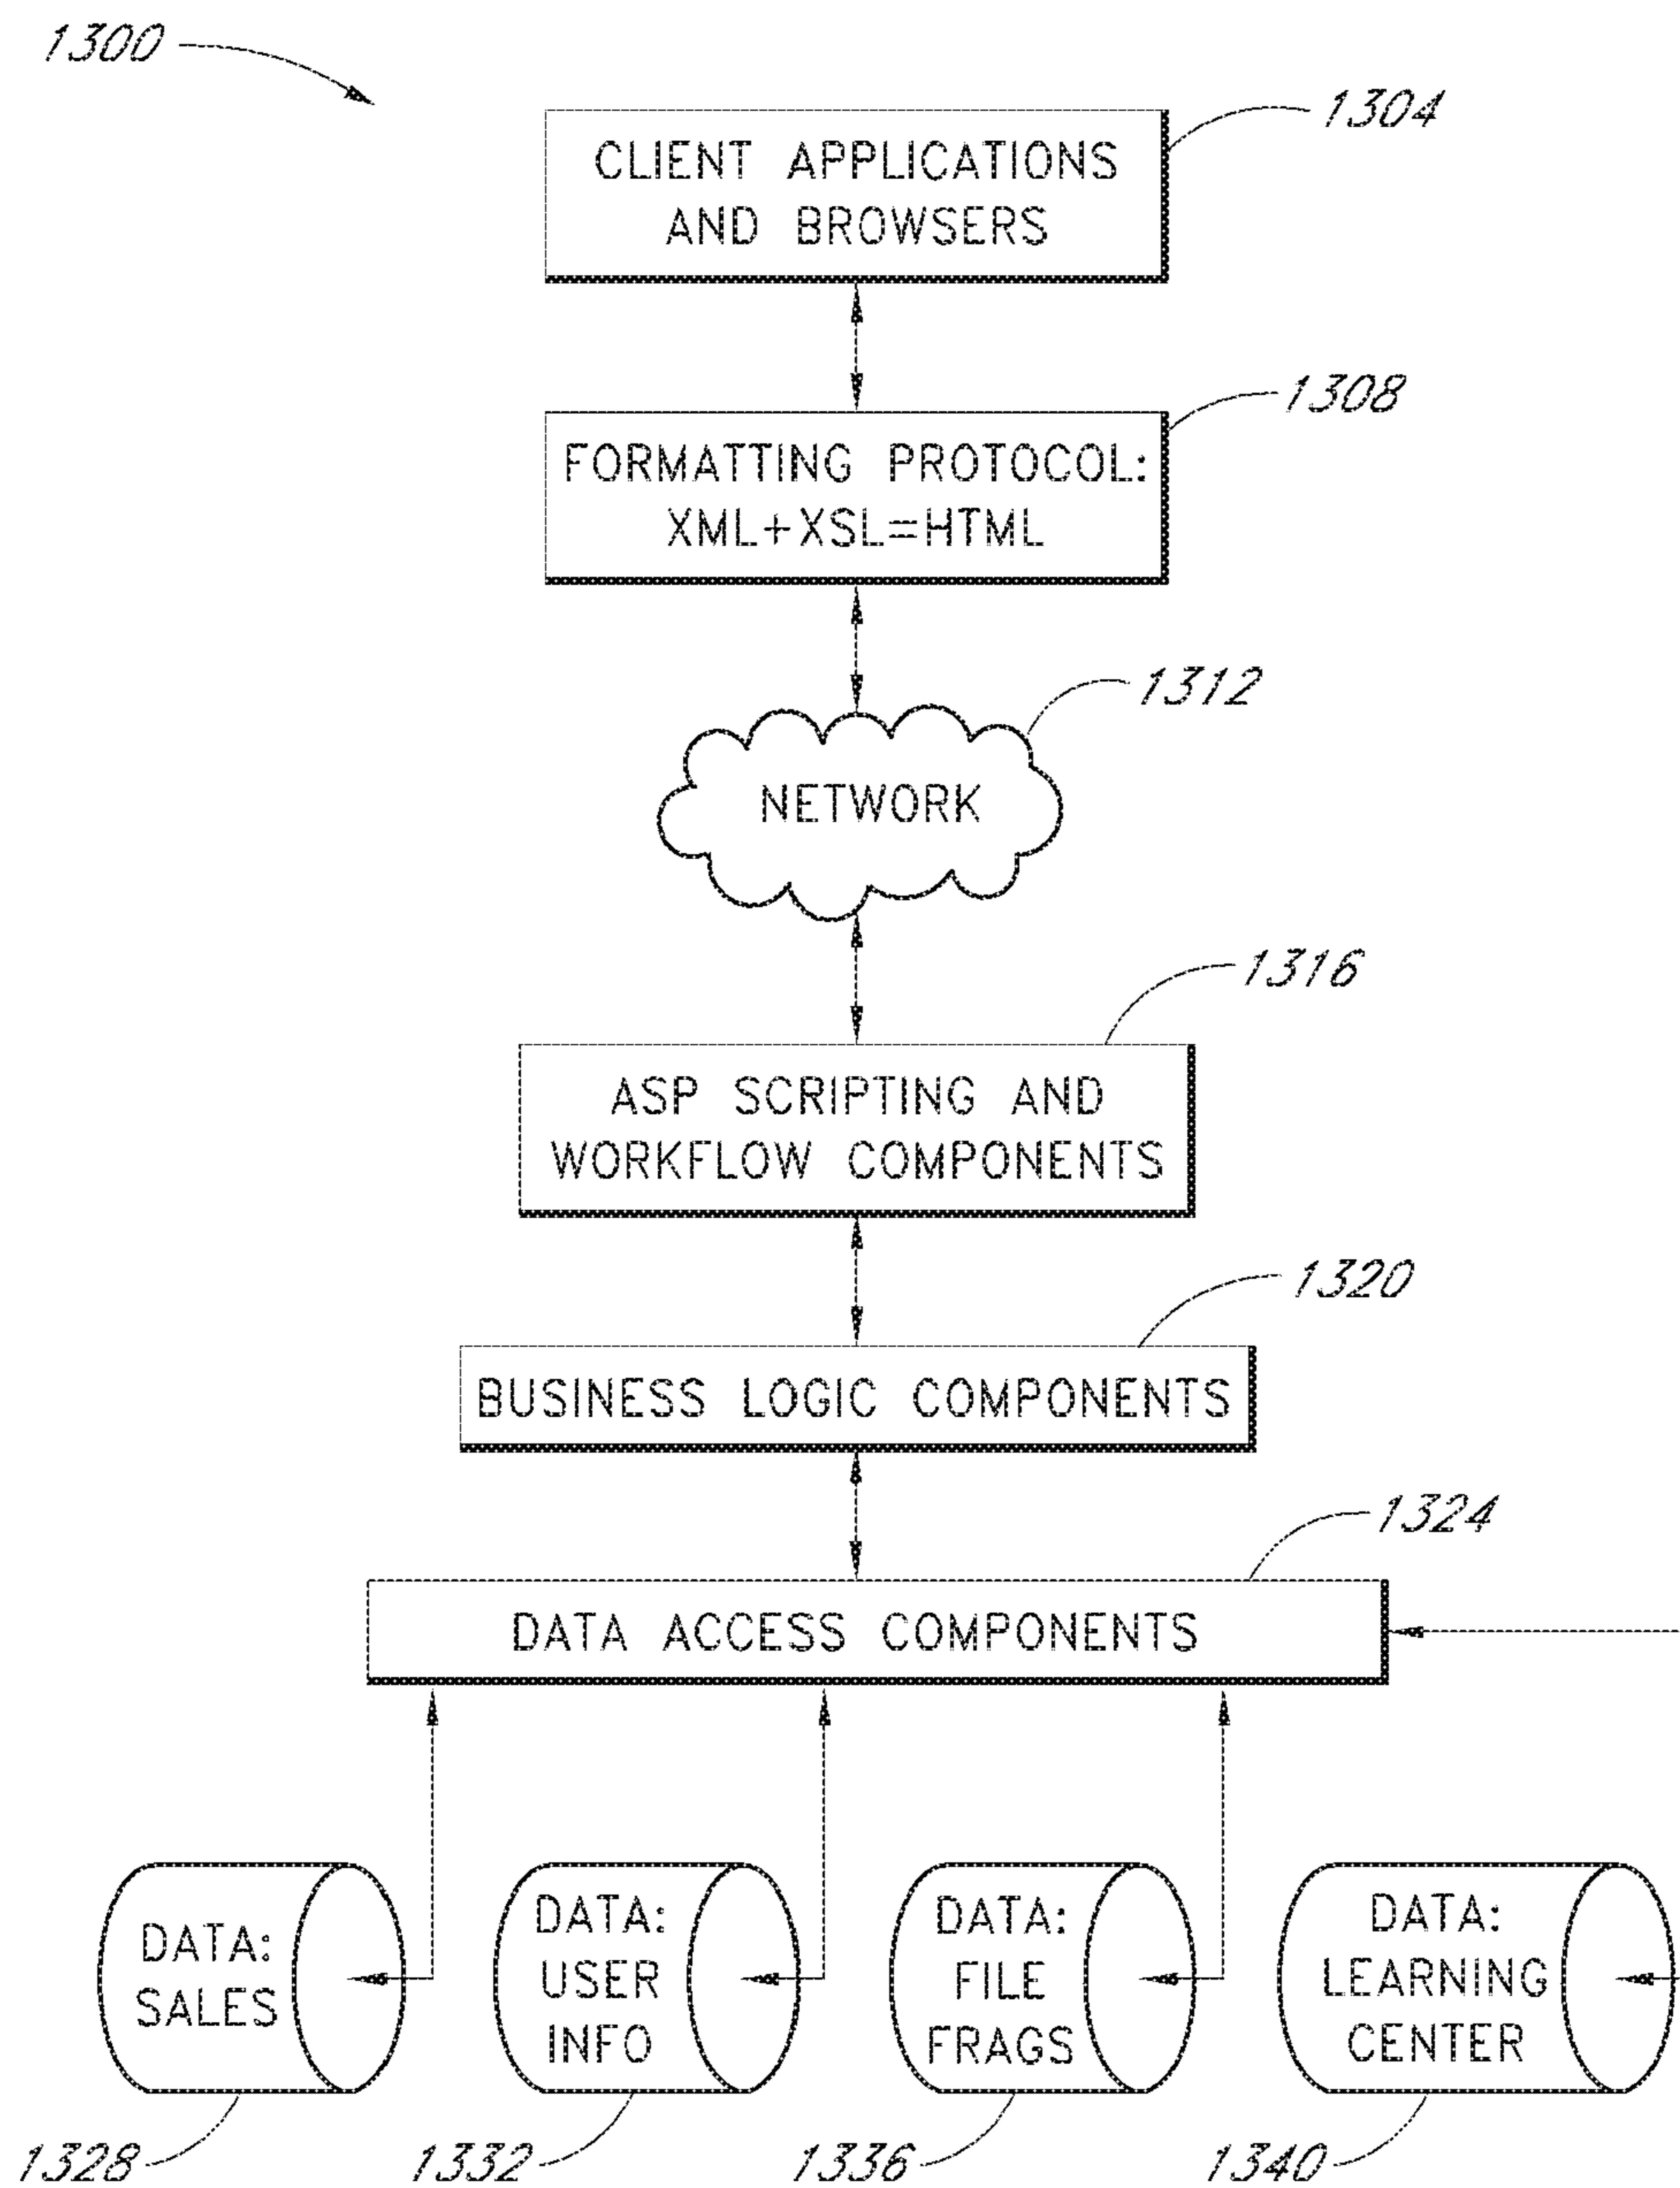 1300
1304
CLIENT APPLICATIONS
AND BROWSERS
1308
FORMATTING PROTOCOL:
XML+XSL=HTML
1312
NETWORK
1316
ASP SCRIPTING AND
WORKFLOW COMPONENTS
1320
BUSINESS LOGIC COMPONENTS
1324
DATA ACCESS COMPONENTS
DATA:
SALES
DATA:
USER
INFO
DATA:
FILE
FRAGS
DATA:
LEARNING
CENTER
1328
1332
1336
1340